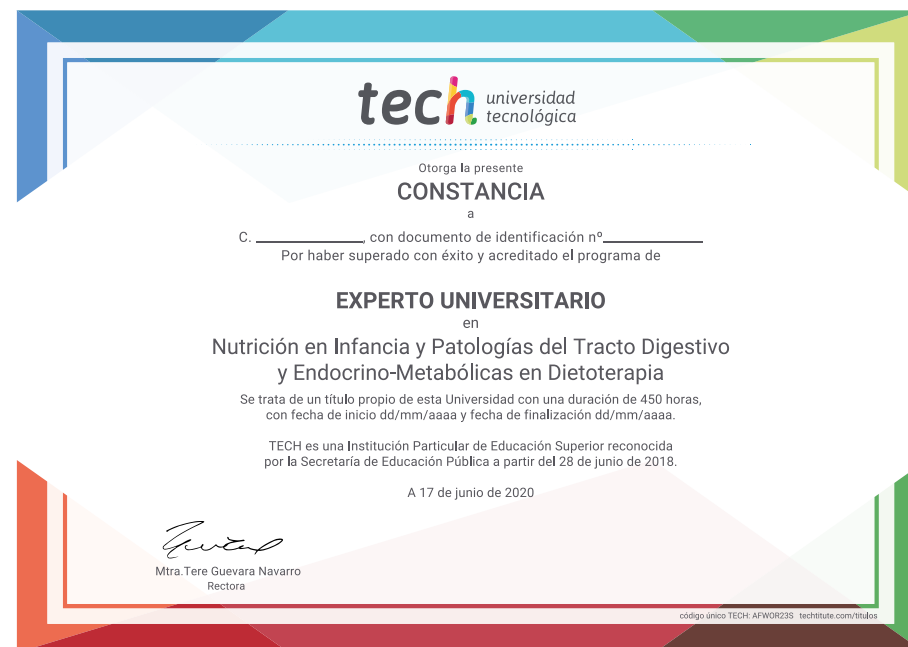 tech universidad
tecnológica
Otorga la presente
CONSTANCIA
a
C. ______________, con documento de identificación nº_____________
Por haber superado con éxito y acreditado el programa de
EXPERTO UNIVERSITARIO
en
Nutrición en Infancia y Patologías del Tracto Digestivo
y Endocrino-Metabólicas en Dietoterapia
Se trata de un título propio de esta Universidad con una duración de 450 horas,
con fecha de inicio dd/mm/aaaa y fecha de finalización dd/mm/aaaa.
TECH es una Institución Particular de Educación Superior reconocida
por la Secretaría de Educación Pública a partir del 28 de junio de 2018.
A 17 de junio de 2020
Mtra.Tere Guevara Navarro
Rectora
código único TECH: AFWOR23S techtitute.com/titulos